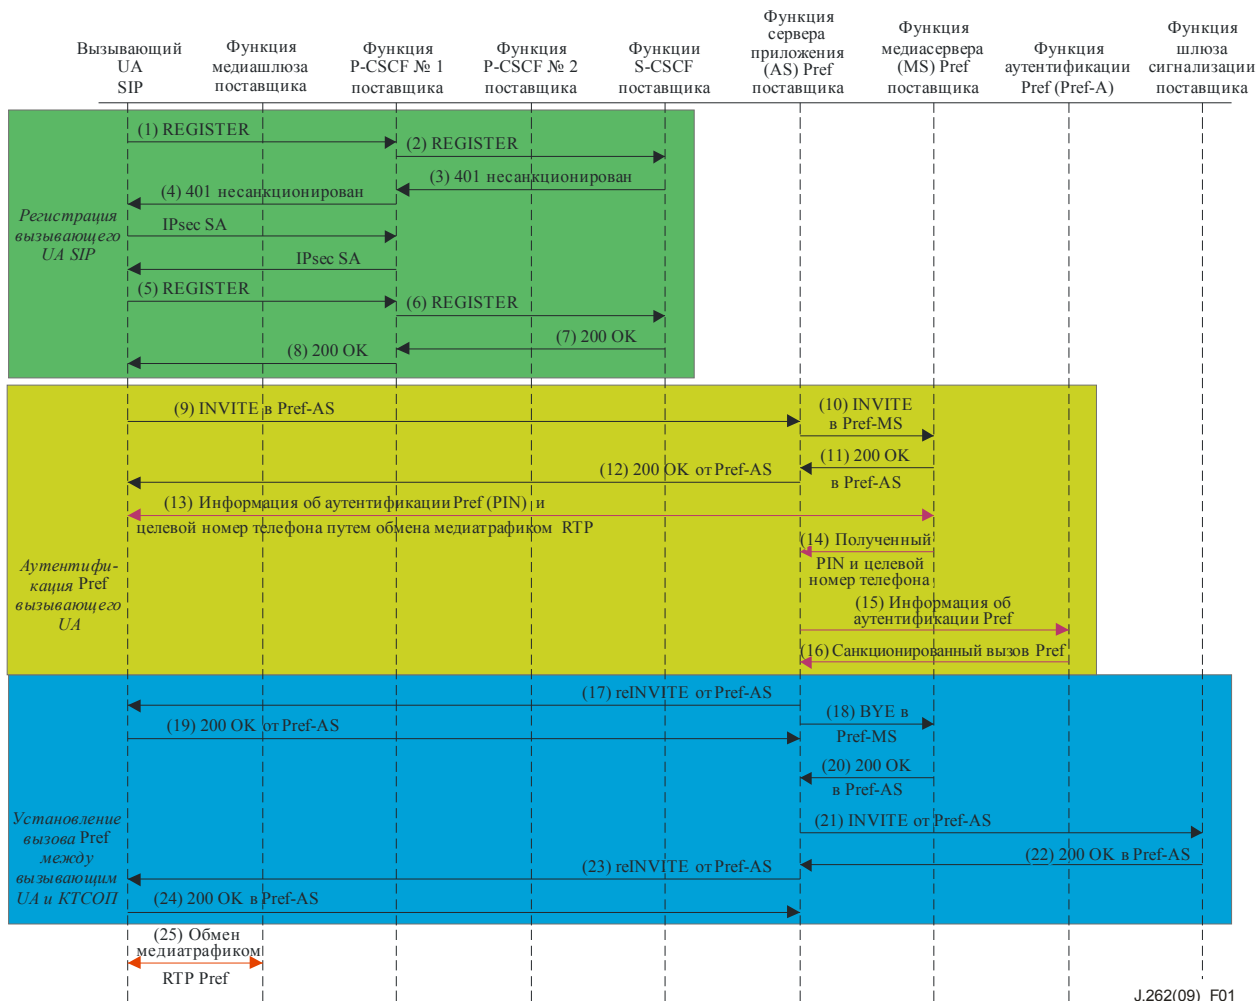 Вызывающий
UA
SIP
Функция
медиашлюза
поставщика
Функция
P-CSCF № 1
поставщика
Функция
P-CSCF № 2
поставщика
Функции
S-CSCF
поставщика
Функция
сервера
приложения
(AS) Pref
поставщика
Функция
медиасервера
(MS) Pref
поставщика
Функция
аутентификации
Pref (Pref-A)
Функция
шлюза
сигнализации
поставщика
Регистрация
вызывающего
UA SIP
(1) REGISTER
(2) REGISTER
(3) 401 несанкционирован
(4) 401 несанкционирован
IPsec SA
IPsec SA
(5) REGISTER
(6) REGISTER
(7) 200 OK
(8) 200 OK
Аутентифи-
кация Pref
вызывающего
UA
(9) INVITE в Pref-AS
(10) INVITE
в Pref-MS
(11) 200 OK
в Pref-AS
(12) 200 OK от Pref-AS
(13) Информация об аутентификации Pref (PIN) и
целевой номер телефона путем обмена медиатрафиком RTP
(14) Полученный
PIN и целевой
номер телефона
(15) Информация об
аутентификации Pref
(16) Санкционированный вызов Pref
Установление
вызова Pref
между
вызывающим
UA и КТСОП
(17) reINVITE от Pref-AS
(18) BYE в
Pref-MS
(19) 200 OK от Pref-AS
(20) 200 OK
в Pref-AS
(21) INVITE от Pref-AS
(22) 200 OK в Pref-AS
(23) reINVITE от Pref-AS
(24) 200 OK в Pref-AS
(25) Обмен
медиатрафиком
RTP Pref
J.262(09)_F01